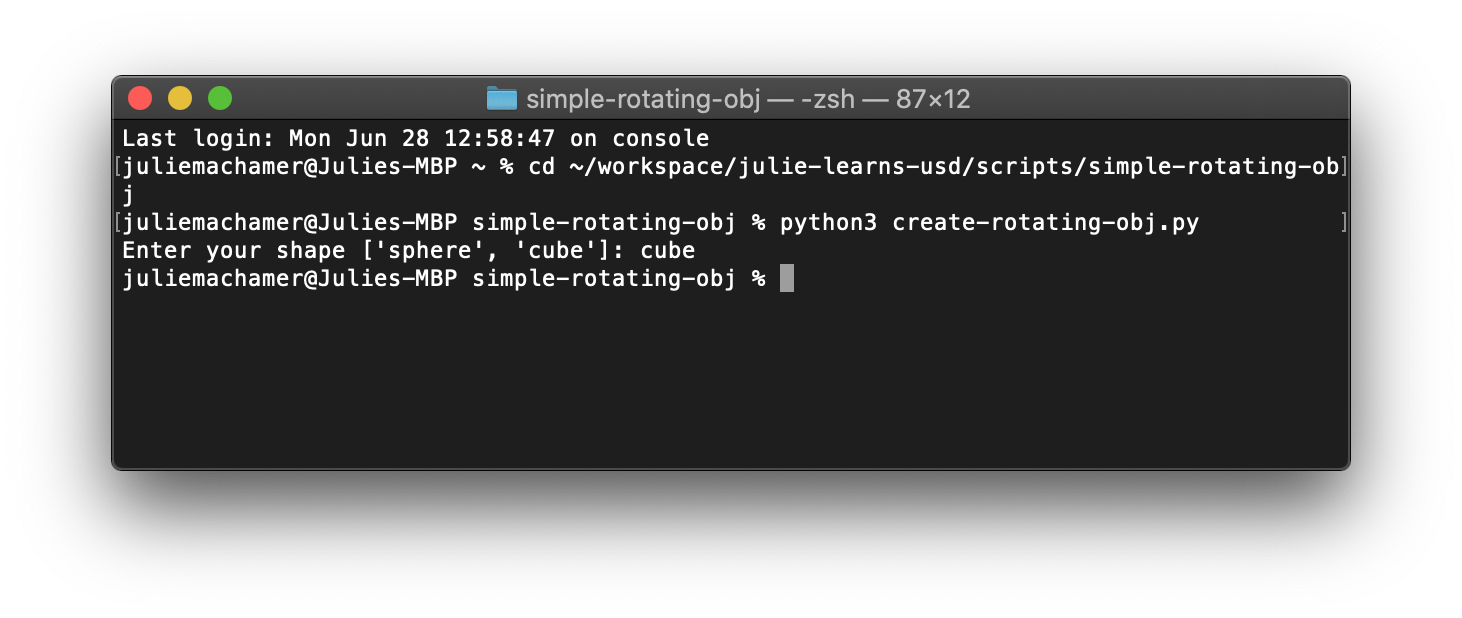 simple-rotating-obj — -zsh — 87×12
Last login: Mon Jun 28 12:58:47 on console
[juliemachamer@Julies-MBP ~ % cd ~/workspace/julie-learns-usd/scripts/simple-rotating-ob]
j
[juliemachamer@Julies-MBP simple-rotating-obj % python3 create-rotating-obj.py ]
Enter your shape ['sphere', 'cube']: cube
juliemachamer@Julies-MBP simple-rotating-obj %